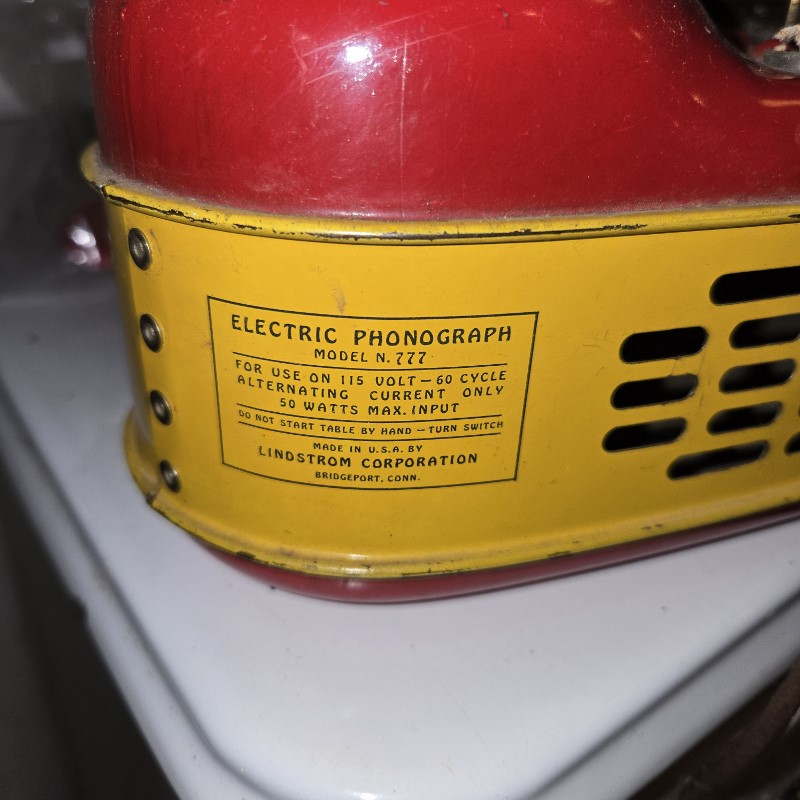 ELECTRIC PHONOGRAPH
MODEL N. 777
FOR USE ON 115 VOLT – 60 CYCLE
ALTERNATING CURRENT ONLY
50 WATTS MAX. INPUT
DO NOT START TABLE BY HAND – TURN SWITCH
MADE IN U.S.A. BY
LINDSTROM CORPORATION
BRIDGEPORT, CONN.